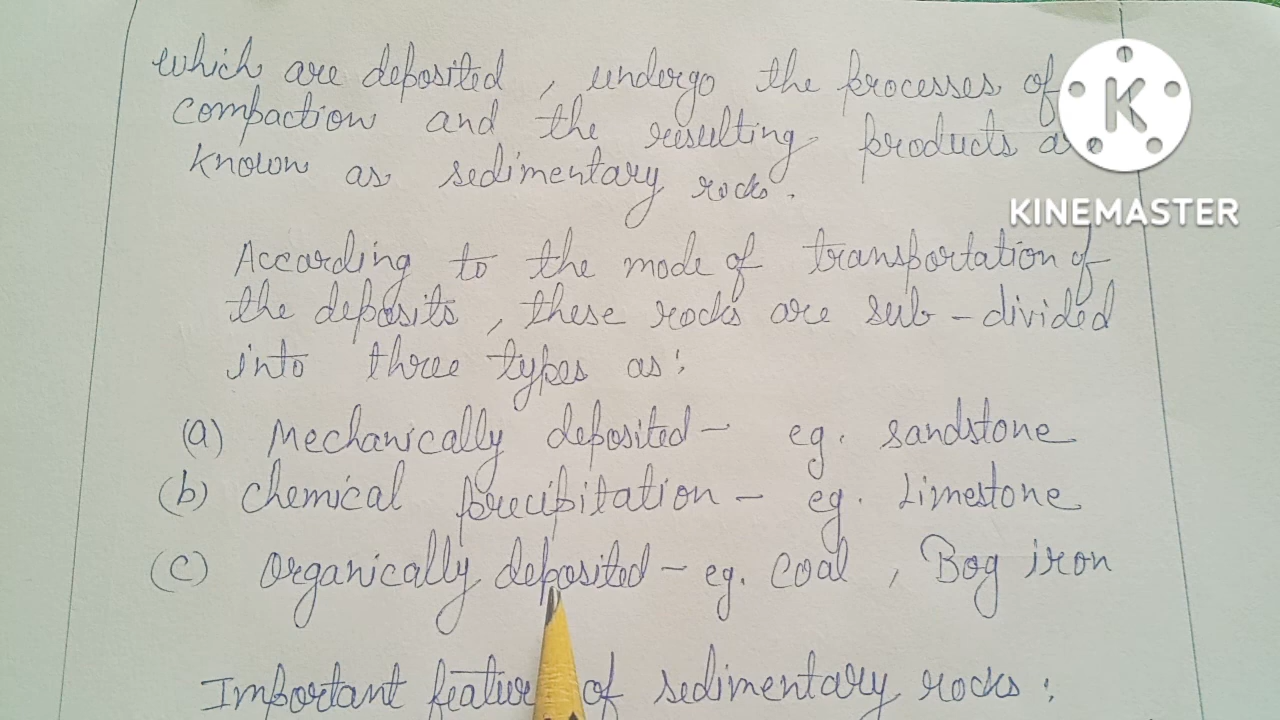 which are deposited, undergo the processes of
compaction and the resulting products are
known as sedimentary rocks.
K
KINEMASTER
According to the mode of transportation of
the deposits, these rocks are sub-divided
into three types as:
(a) Mechanically deposited - eg. sandstone
(b) Chemical precipitation - eg. Limestone
(c) Organically deposited - eg. Coal, Bog iron
Important featur of sedimentary rocks: